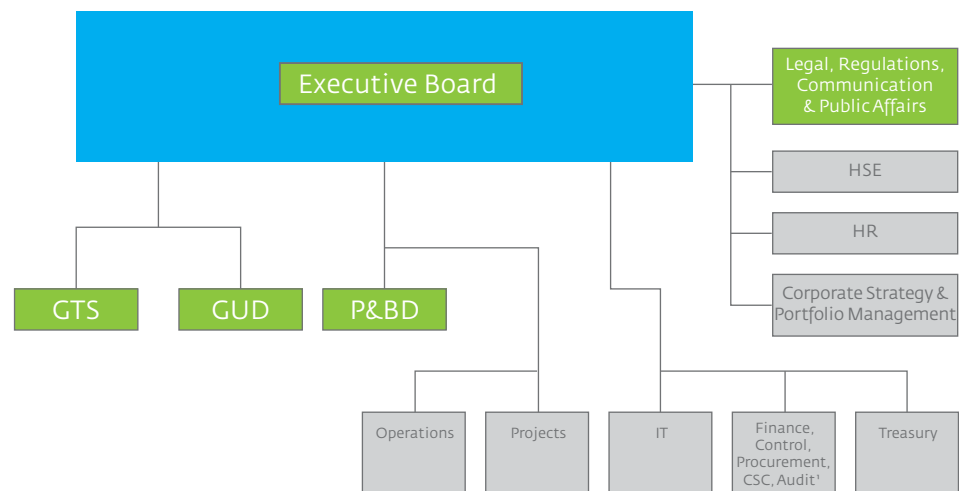 Executive Board
Legal, Regulations,
Communication
& Public Affairs
HSE
HR
Corporate Strategy &
Portfolio Management
GTS
GUD
P&BD
Operations
Projects
IT
Finance,
Control,
Procurement,
CSC, Audit¹
Treasury